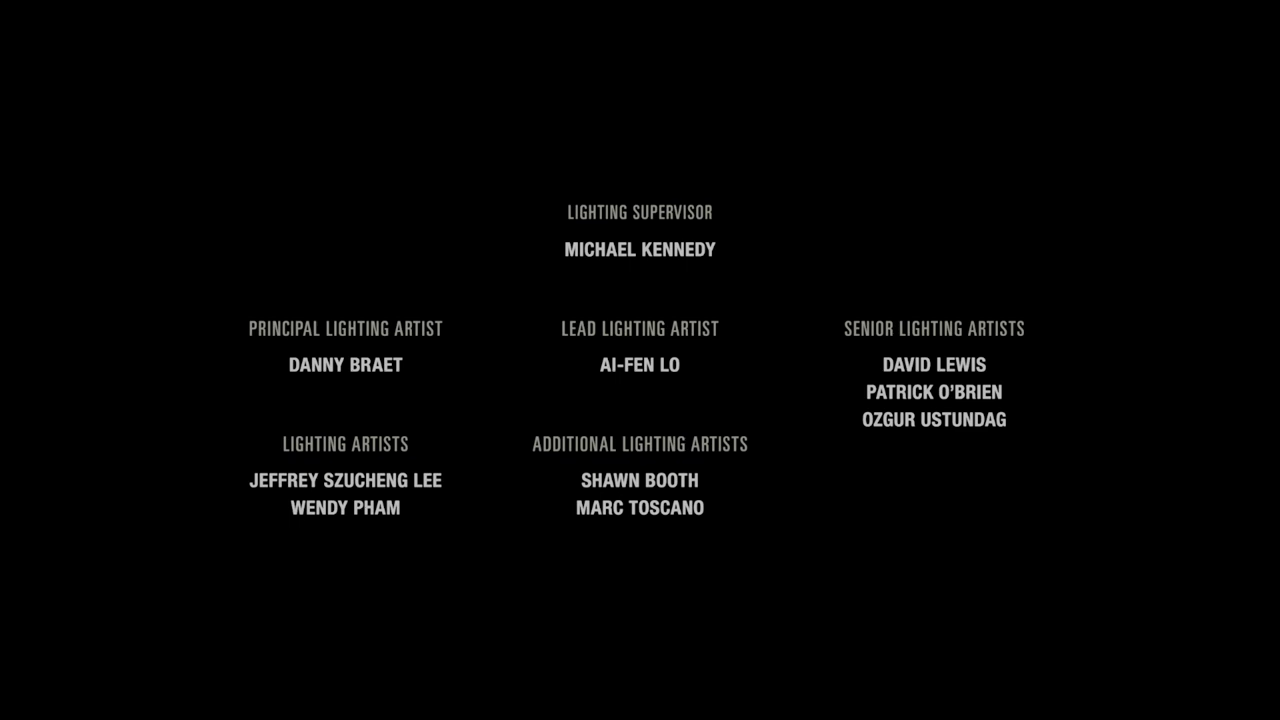 LIGHTING SUPERVISOR
MICHAEL KENNEDY
PRINCIPAL LIGHTING ARTIST
DANNY BRAET
LEAD LIGHTING ARTIST
AI-FEN LO
SENIOR LIGHTING ARTISTS
DAVID LEWIS
PATRICK O’BRIEN
OZGUR USTUNDAG
LIGHTING ARTISTS
JEFFREY SZUCHENG LEE
WENDY PHAM
ADDITIONAL LIGHTING ARTISTS
SHAWN BOOTH
MARC TOSCANO